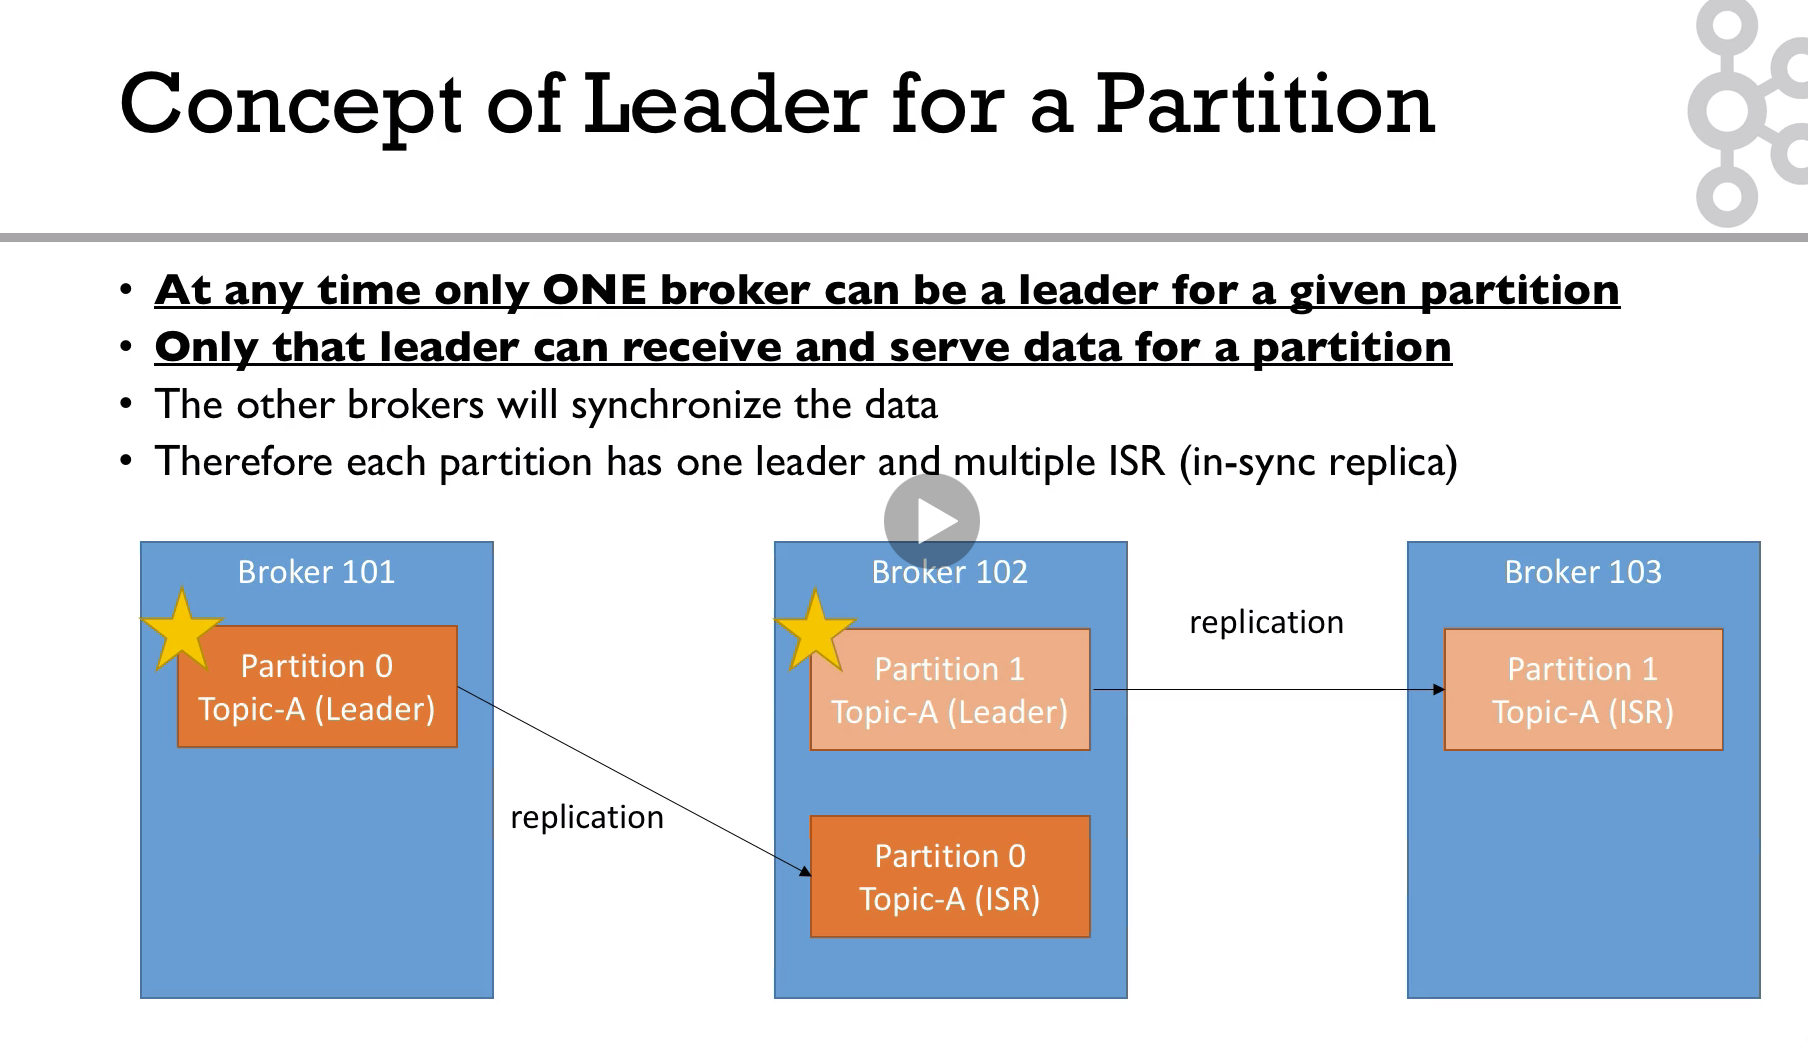 Concept of Leader for a Partition
• At any time only ONE broker can be a leader for a given partition
• Only that leader can receive and serve data for a partition
• The other brokers will synchronize the data
• Therefore each partition has one leader and multiple ISR (in-sync replica)
Broker 101
Partition 0
Topic-A (Leader)
replication
Broker 102
Partition 1
Topic-A (Leader)
Partition 0
Topic-A (ISR)
replication
Broker 103
Partition 1
Topic-A (ISR)